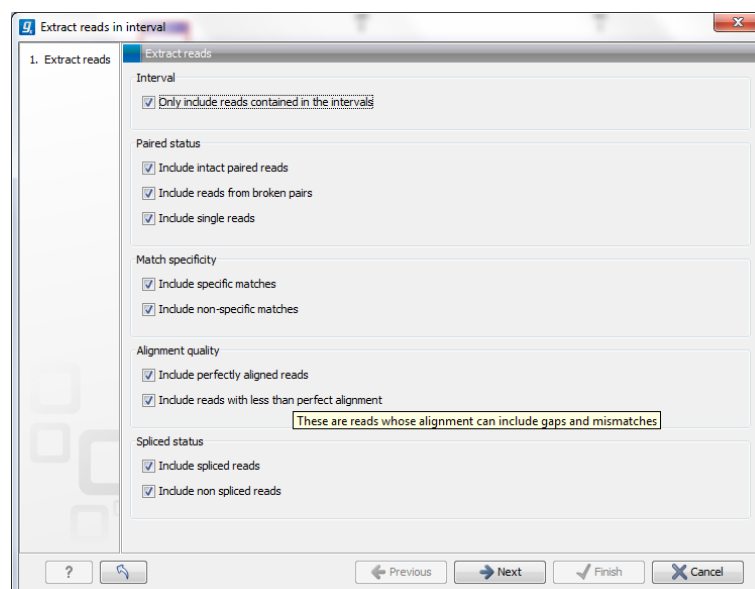 Extract reads in interval
1. Extract reads
Extract reads
Interval
Only include reads contained in the intervals
Paired status
Include intact paired reads
Include reads from broken pairs
Include single reads
Match specificity
Include specific matches
Include non-specific matches
Alignment quality
Include perfectly aligned reads
Include reads with less than perfect alignment
These are reads whose alignment can include gaps and mismatches
Spliced status
Include spliced reads
Include non spliced reads
? Previous Next Finish Cancel